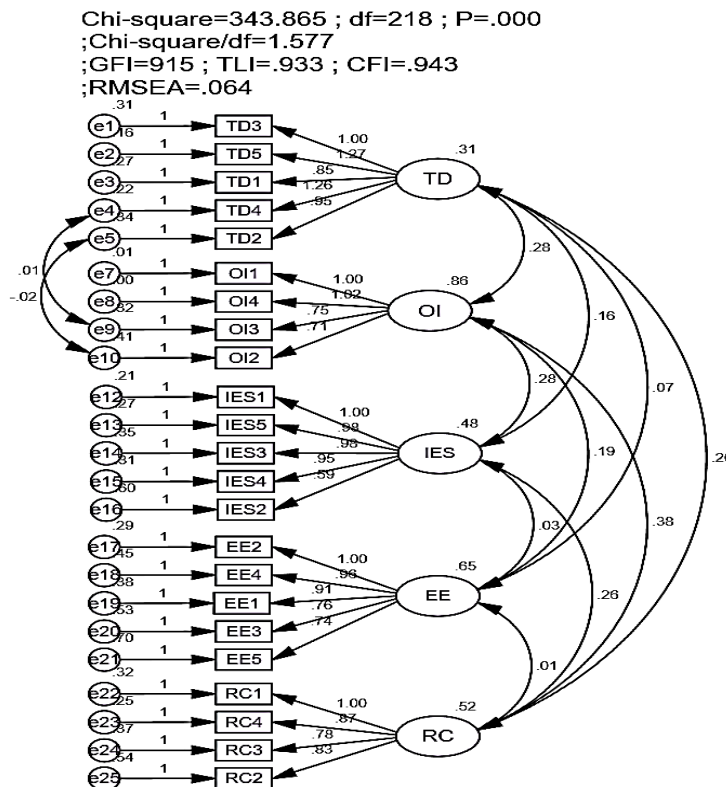 Chi-square=343.865 ; df=218 ; P=.000
;Chi-square/df=1.577
;GFI=915 ; TLI=.933 ; CFI=.943
;RMSEA=.064
.31
e1 1 TD3 1.00
.16
e2 1 TD5 1.27
.27
e3 1 TD1 .85
.22
e4 1 TD4 1.26
e5 1 TD2 .95
.31
TD
.01
e7 1 OI1 1.00
.00
e8 1 OI4 1.02
e9 1 OI3 .75
.41
e10 1 OI2 .71
.86
OI
.01
-.02
.21
e12 1 IES1 1.00
.27
e13 1 IES5 .98
.35
e14 1 IES3 .98
.31
e15 1 IES4 .95
.60
e16 1 IES2 .59
.48
IES
.29
e17 1 EE2 1.00
.45
e18 1 EE4 .96
.38
e19 1 EE1 .91
.53
e20 1 EE3 .76
.70
e21 1 EE5 .74
.65
EE
.32
e22 1 RC1 1.00
.25
e23 1 RC4 .87
.37
e24 1 RC3 .78
.54
e25 1 RC2 .83
.52
RC
.28
.16
.07
.28
.19
.38
.03
.26
.01